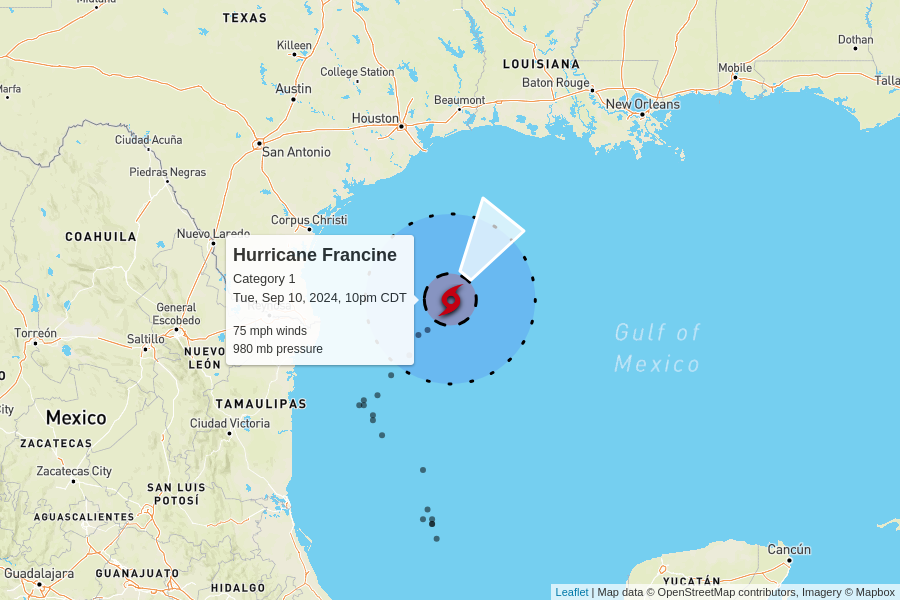 Midland
TEXAS
Dothan
Killeen
LOUISIANA
College Station
Mobile
Baton Rouge
Austin
Beaumont
New Orleans
Houston
Ciudad Acuña
San Antonio
Piedras Negras
Corpus Christi
COAHUILA
Nuevo Laredo
Hurricane Francine
Category 1
Tue, Sep 10, 2024, 10pm CDT
75 mph winds
980 mb pressure
General
Escobedo
Torreón
Saltillo
NUEVO
LEÓN
Gulf of
Mexico
TAMAULIPAS
Mexico
Ciudad Victoria
ZACATECAS
Zacatecas City
SAN LUIS
POTOSÍ
AGUASCALIENTES
Cancún
Guadalajara
GUANAJUATO
HIDALGO
YUCATÁN
Leaflet | Map data © OpenStreetMap contributors, Imagery © Mapbox